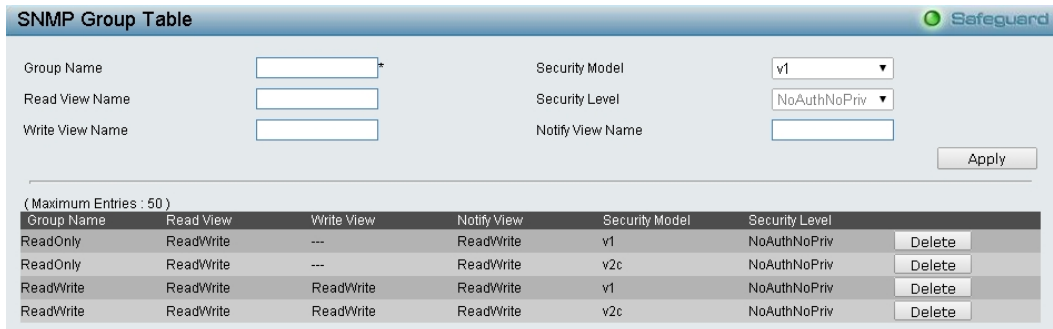 SNMP Group Table Safeguard
Group Name * Security Model v1
Read View Name Security Level NoAuthNoPriv
Write View Name Notify View Name
Apply
( Maximum Entries : 50 )
Group Name Read View Write View Notify View Security Model Security Level
ReadOnly ReadWrite --- ReadWrite v1 NoAuthNoPriv Delete
ReadOnly ReadWrite --- ReadWrite v2c NoAuthNoPriv Delete
ReadWrite ReadWrite ReadWrite ReadWrite v1 NoAuthNoPriv Delete
ReadWrite ReadWrite ReadWrite ReadWrite v2c NoAuthNoPriv Delete